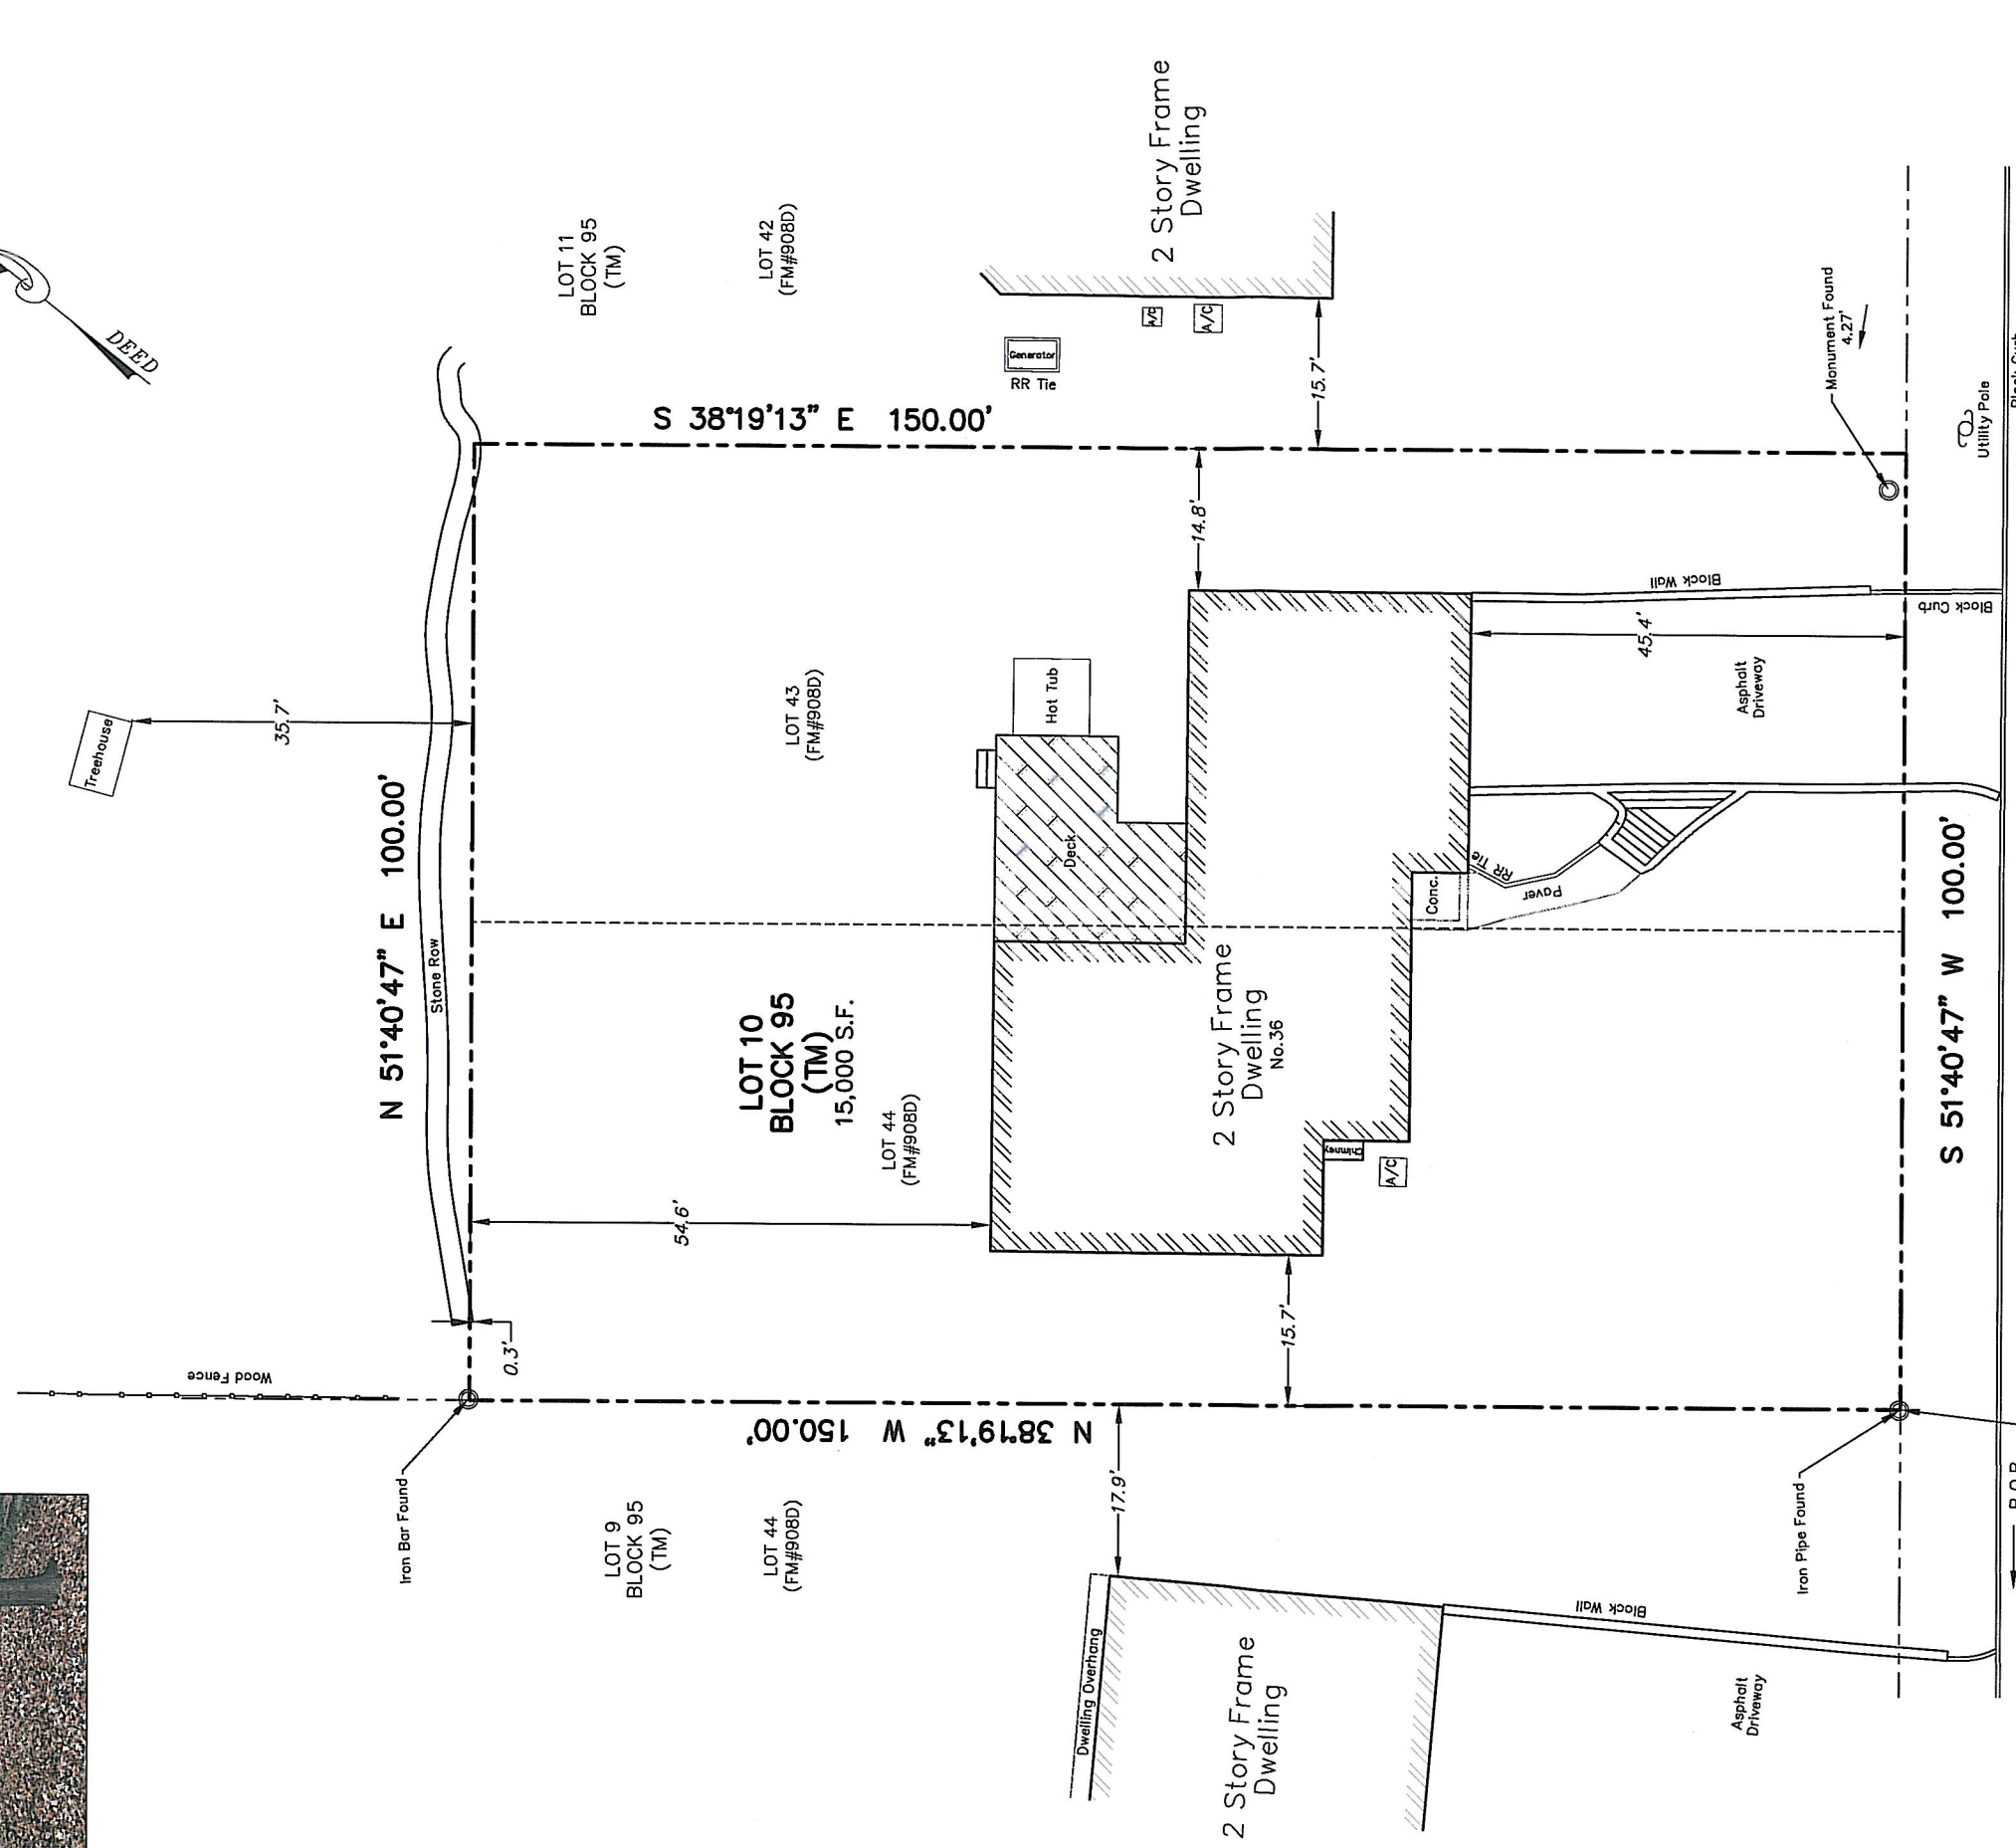 DEED
Treehouse
35.7'
N 51°40'47" E 100.00'
Stone Row
Wood Fence
0.3'
Iron Bar Found
LOT 11
BLOCK 95
(TM)
LOT 42
(FM#908D)
2 Story Frame
Dwelling
A/C
A/C
Generator
RR Tie
15.7'
S 38°19'13" E 150.00'
14.8'
Monument Found
4.27'
Utility Pole
LOT 43
(FM#908D)
Hot Tub
Deck
LOT 10
BLOCK 95
(TM)
15,000 S.F.
LOT 44
(FM#908D)
54.6'
2 Story Frame
Dwelling
No.36
Chimney
A/C
Conc.
RR Tie
Paver
Block Wall
Block Curb
45.4'
Asphalt
Driveway
S 51°40'47" W 100.00'
15.7'
N 38°19'13" W 150.00'
17.9'
LOT 9
BLOCK 95
(TM)
LOT 44
(FM#908D)
Iron Pipe Found
Dwelling Overhang
2 Story Frame
Dwelling
Block Wall
Asphalt
Driveway